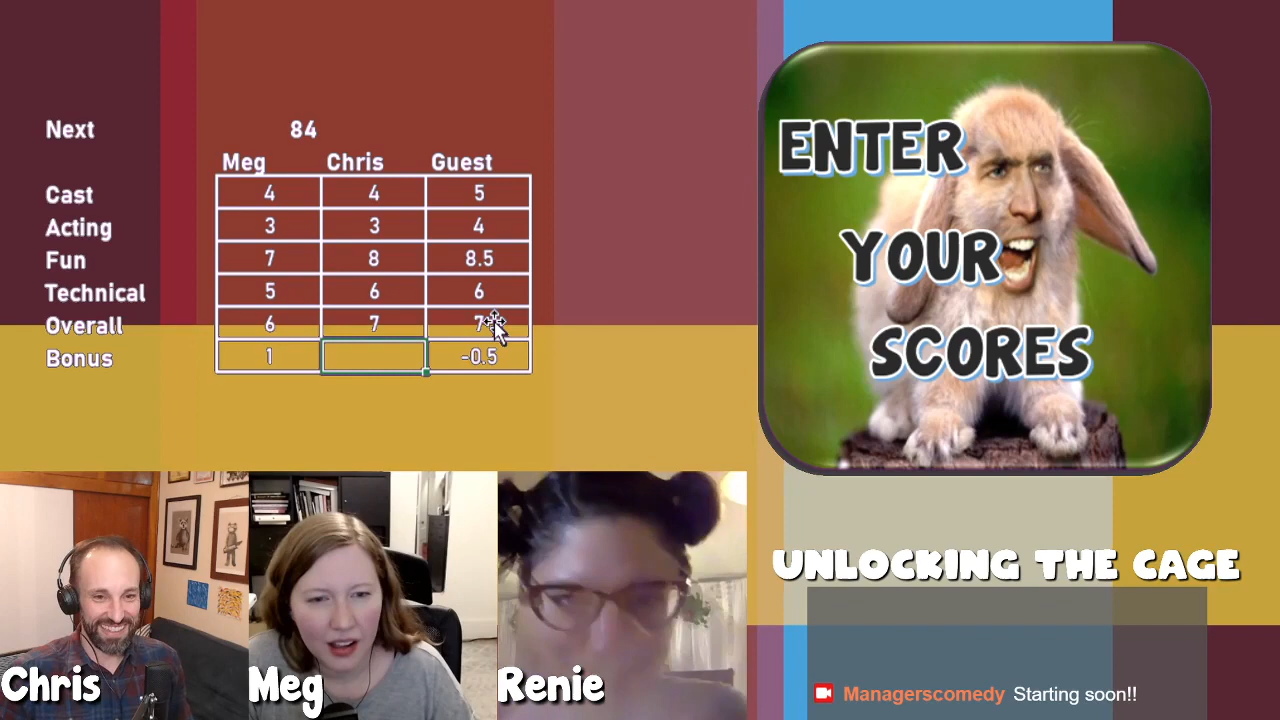 Next 84
Meg Chris Guest
Cast 4 4 5
Acting 3 3 4
Fun 7 8 8.5
Technical 5 6 6
Overall 6 7 7
Bonus 1 -0.5
ENTER
YOUR
SCORES
UNLOCKING THE CAGE
Managerscomedy Starting soon!!
Chris
Meg
Renie